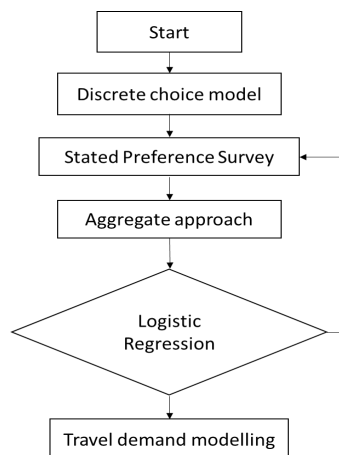 Start
Discrete choice model
Stated Preference Survey
Aggregate approach
Logistic
Regression
Travel demand modelling